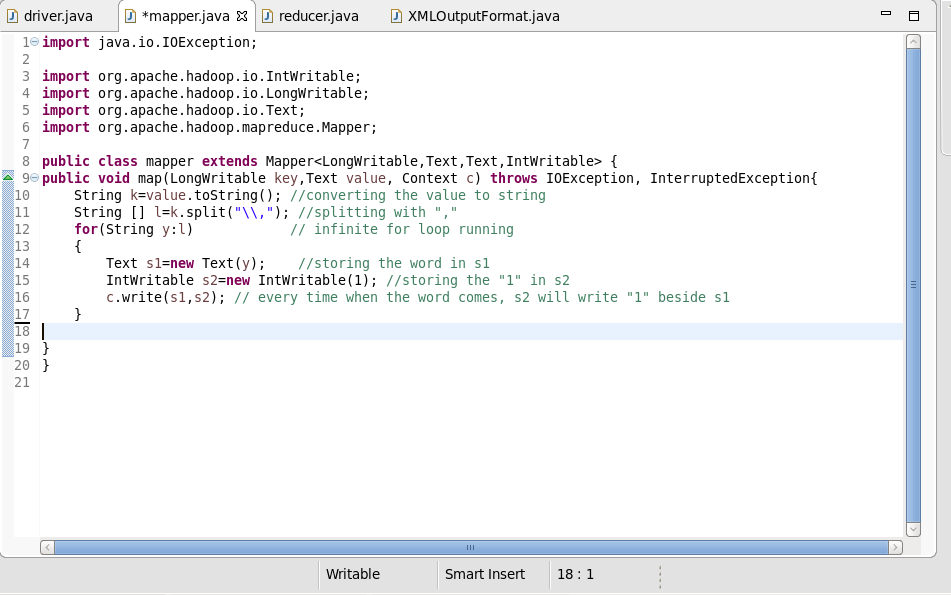 driver.java *mapper.java reducer.java XMLOutputFormat.java
1 import java.io.IOException;
2
3 import org.apache.hadoop.io.IntWritable;
4 import org.apache.hadoop.io.LongWritable;
5 import org.apache.hadoop.io.Text;
6 import org.apache.hadoop.mapreduce.Mapper;
7
8 public class mapper extends Mapper<LongWritable,Text,Text,IntWritable> {
9 public void map(LongWritable key,Text value, Context c) throws IOException, InterruptedException{
10 String k=value.toString(); //converting the value to string
11 String [] l=k.split("\\,"); //splitting with ","
12 for(String y:l) // infinite for loop running
13 {
14 Text s1=new Text(y); //storing the word in s1
15 IntWritable s2=new IntWritable(1); //storing the "1" in s2
16 c.write(s1,s2); // every time when the word comes, s2 will write "1" beside s1
17 }
18
19 }
20 }
21
Writable Smart Insert 18 : 1